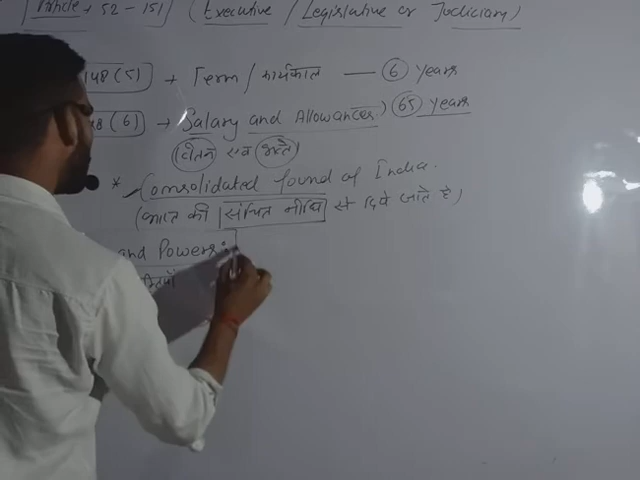 Article + 52 - 151 (Executive / Legislative or Judiciary)
148 (5) → Term / कार्यकाल — 6 years
8 (6) → Salary and Allowances) 65 years
(वेतन एवं भत्ते)
* Consolidated found of India.
(भारत की संचित निधि से दिये जाते है)
and Powers :